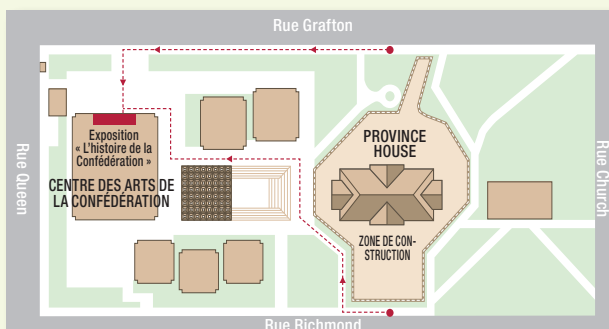 Rue Grafton
Rue Queen
Exposition
« L'histoire de la
Confédération »
CENTRE DES ARTS DE
LA CONFÉDÉRATION
PROVINCE
HOUSE
ZONE DE CON-
STRUCTION
Rue Church
Rue Richmond